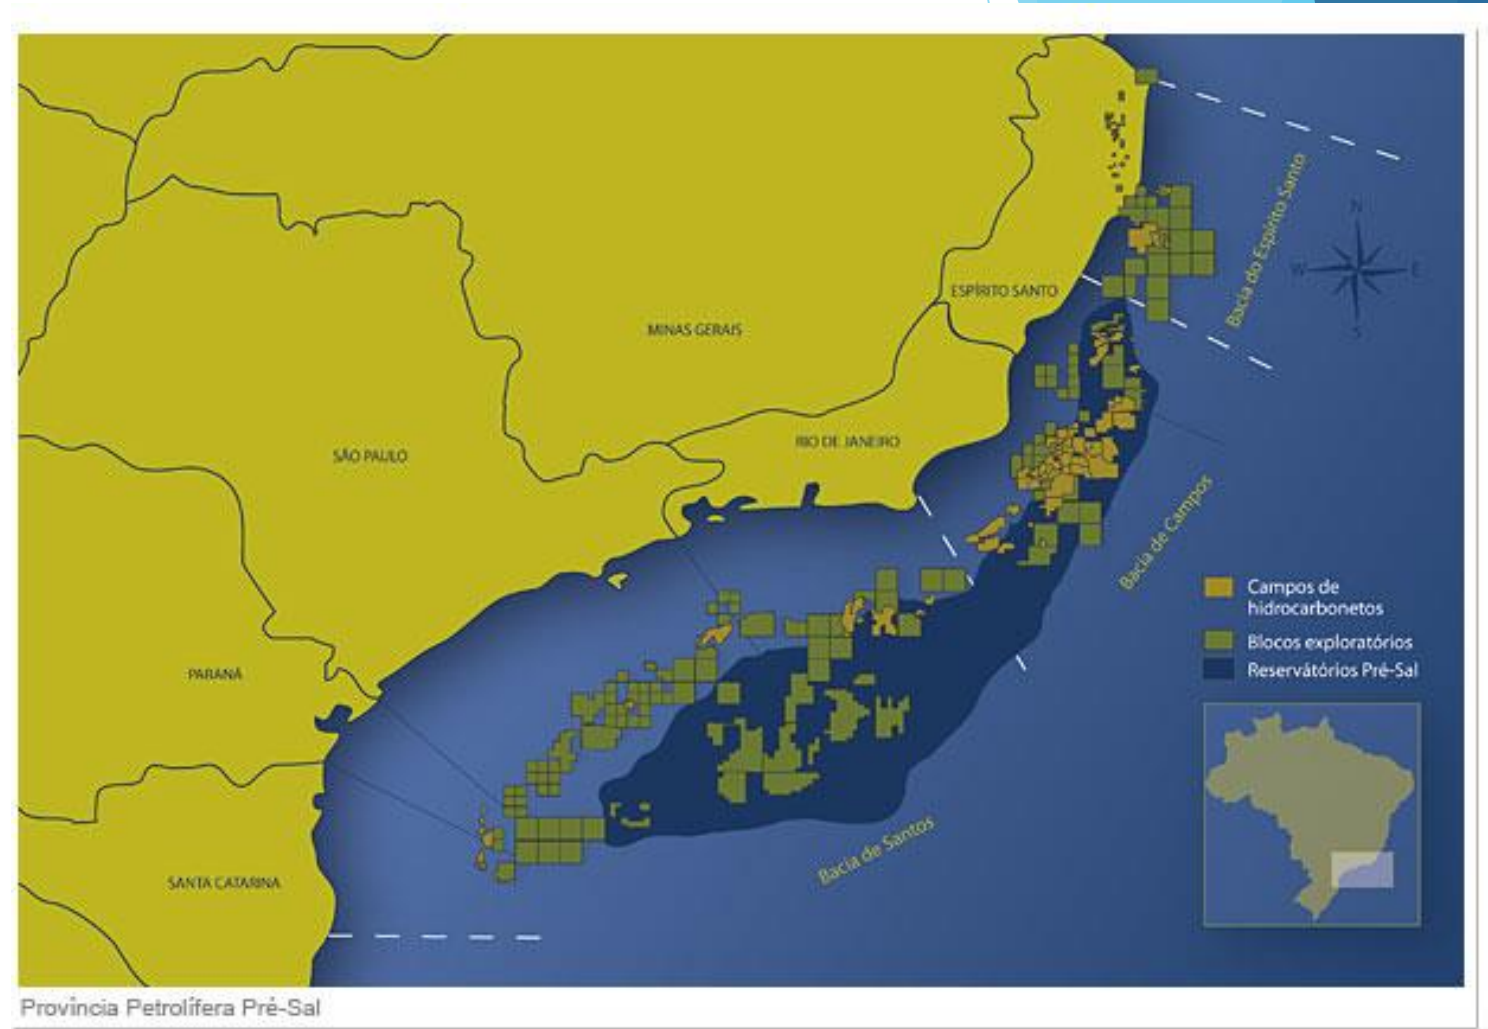 Bacia do Espírito Santo
N
W
E
S
ESPÍRITO SANTO
MINAS GERAIS
RIO DE JANEIRO
SÃO PAULO
Bacia de Campos
Campos de
hidrocarbonetos
Blocos exploratórios
Reservátórios Pré-Sal
PARANÁ
Bacia de Santos
SANTA CATARINA
Província Petrolífera Pré-Sal